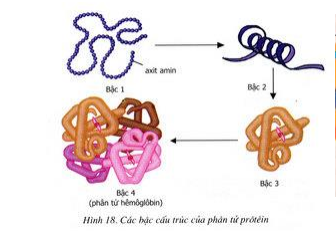 axit amin
Bậc 1
Bậc 2
Bậc 4
(phân tử hêmôglôbin)
Bậc 3
Hình 18. Các bậc cấu trúc của phân tử prôtêin